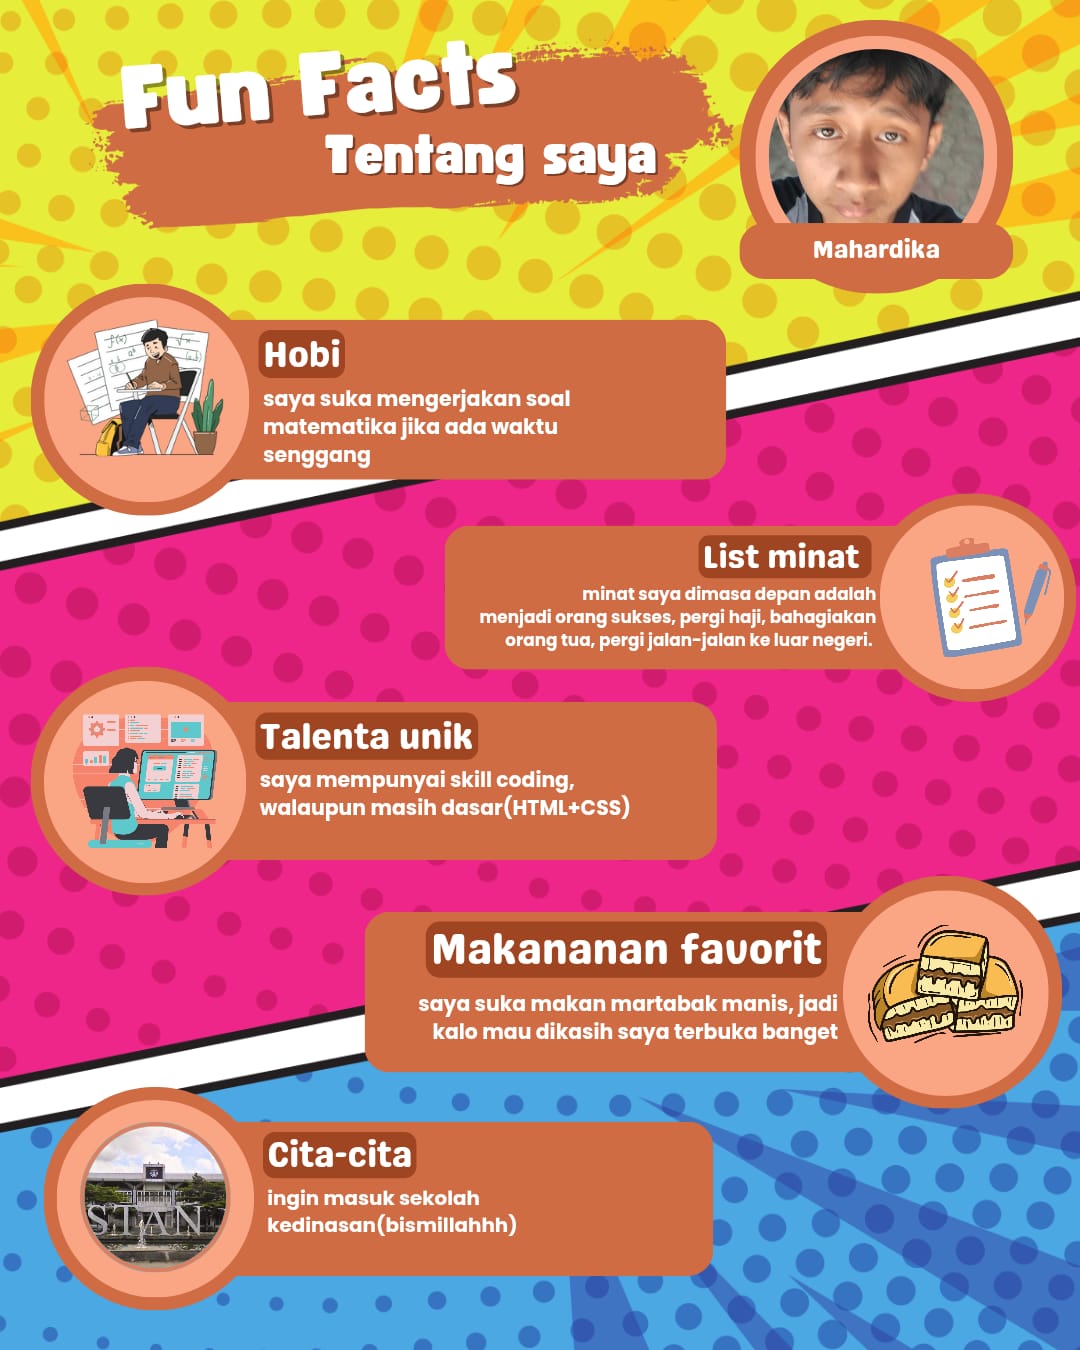 Fun Facts
Tentang saya
Mahardika
Hobi
saya suka mengerjakan soal
matematika jika ada waktu
senggang
List minat
minat saya dimasa depan adalah
menjadi orang sukses, pergi haji, bahagiakan
orang tua, pergi jalan-jalan ke luar negeri.
Talenta unik
saya mempunyai skill coding,
walaupun masih dasar(HTML+CSS)
Makananan favorit
saya suka makan martabak manis, jadi
kalo mau dikasih saya terbuka banget
Cita-cita
ingin masuk sekolah
kedinasan(bismillahhh)
STAN